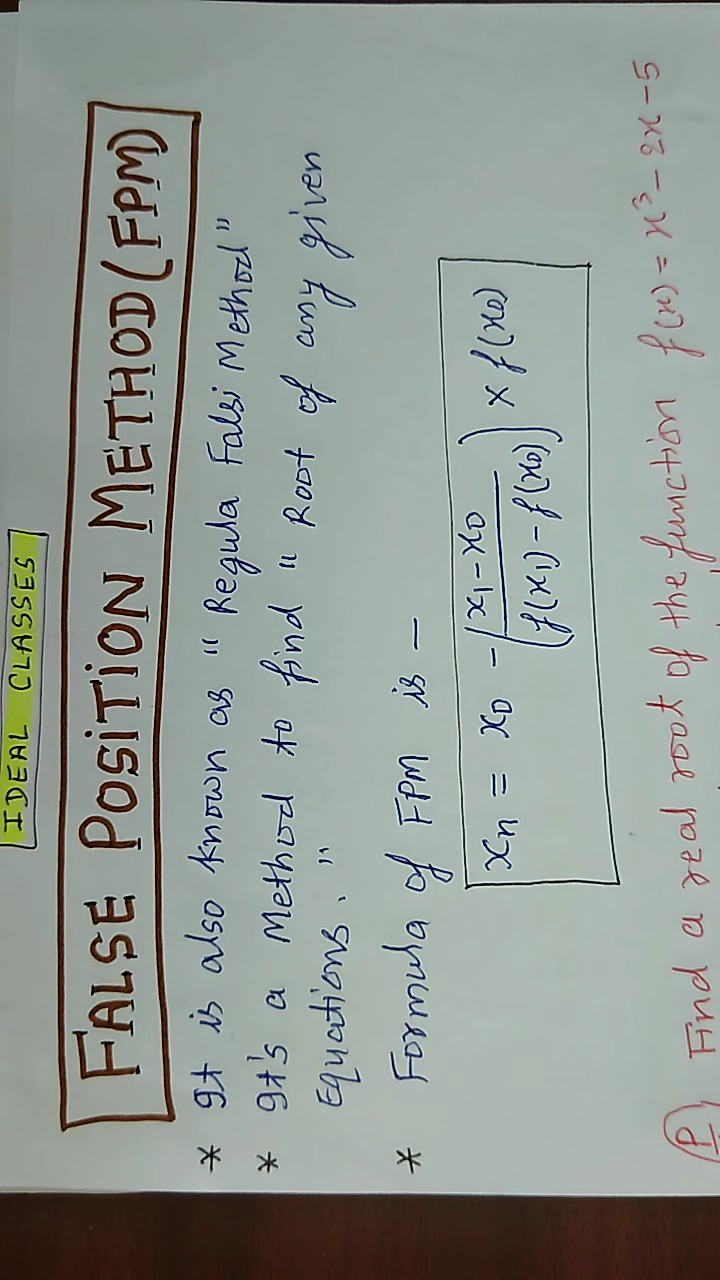 IDEAL CLASSES
FALSE POSITION METHOD (FPM)
* It is also known as "Regula Falsi Method"
* It's a Method to find "Root of any given
Equations."
* Formula of FPM is —
xn = x0 - (x1 - x0 / f(x1) - f(x0)) × f(x0)
P, Find a real root of the function f(x) = x³ - 2x - 5